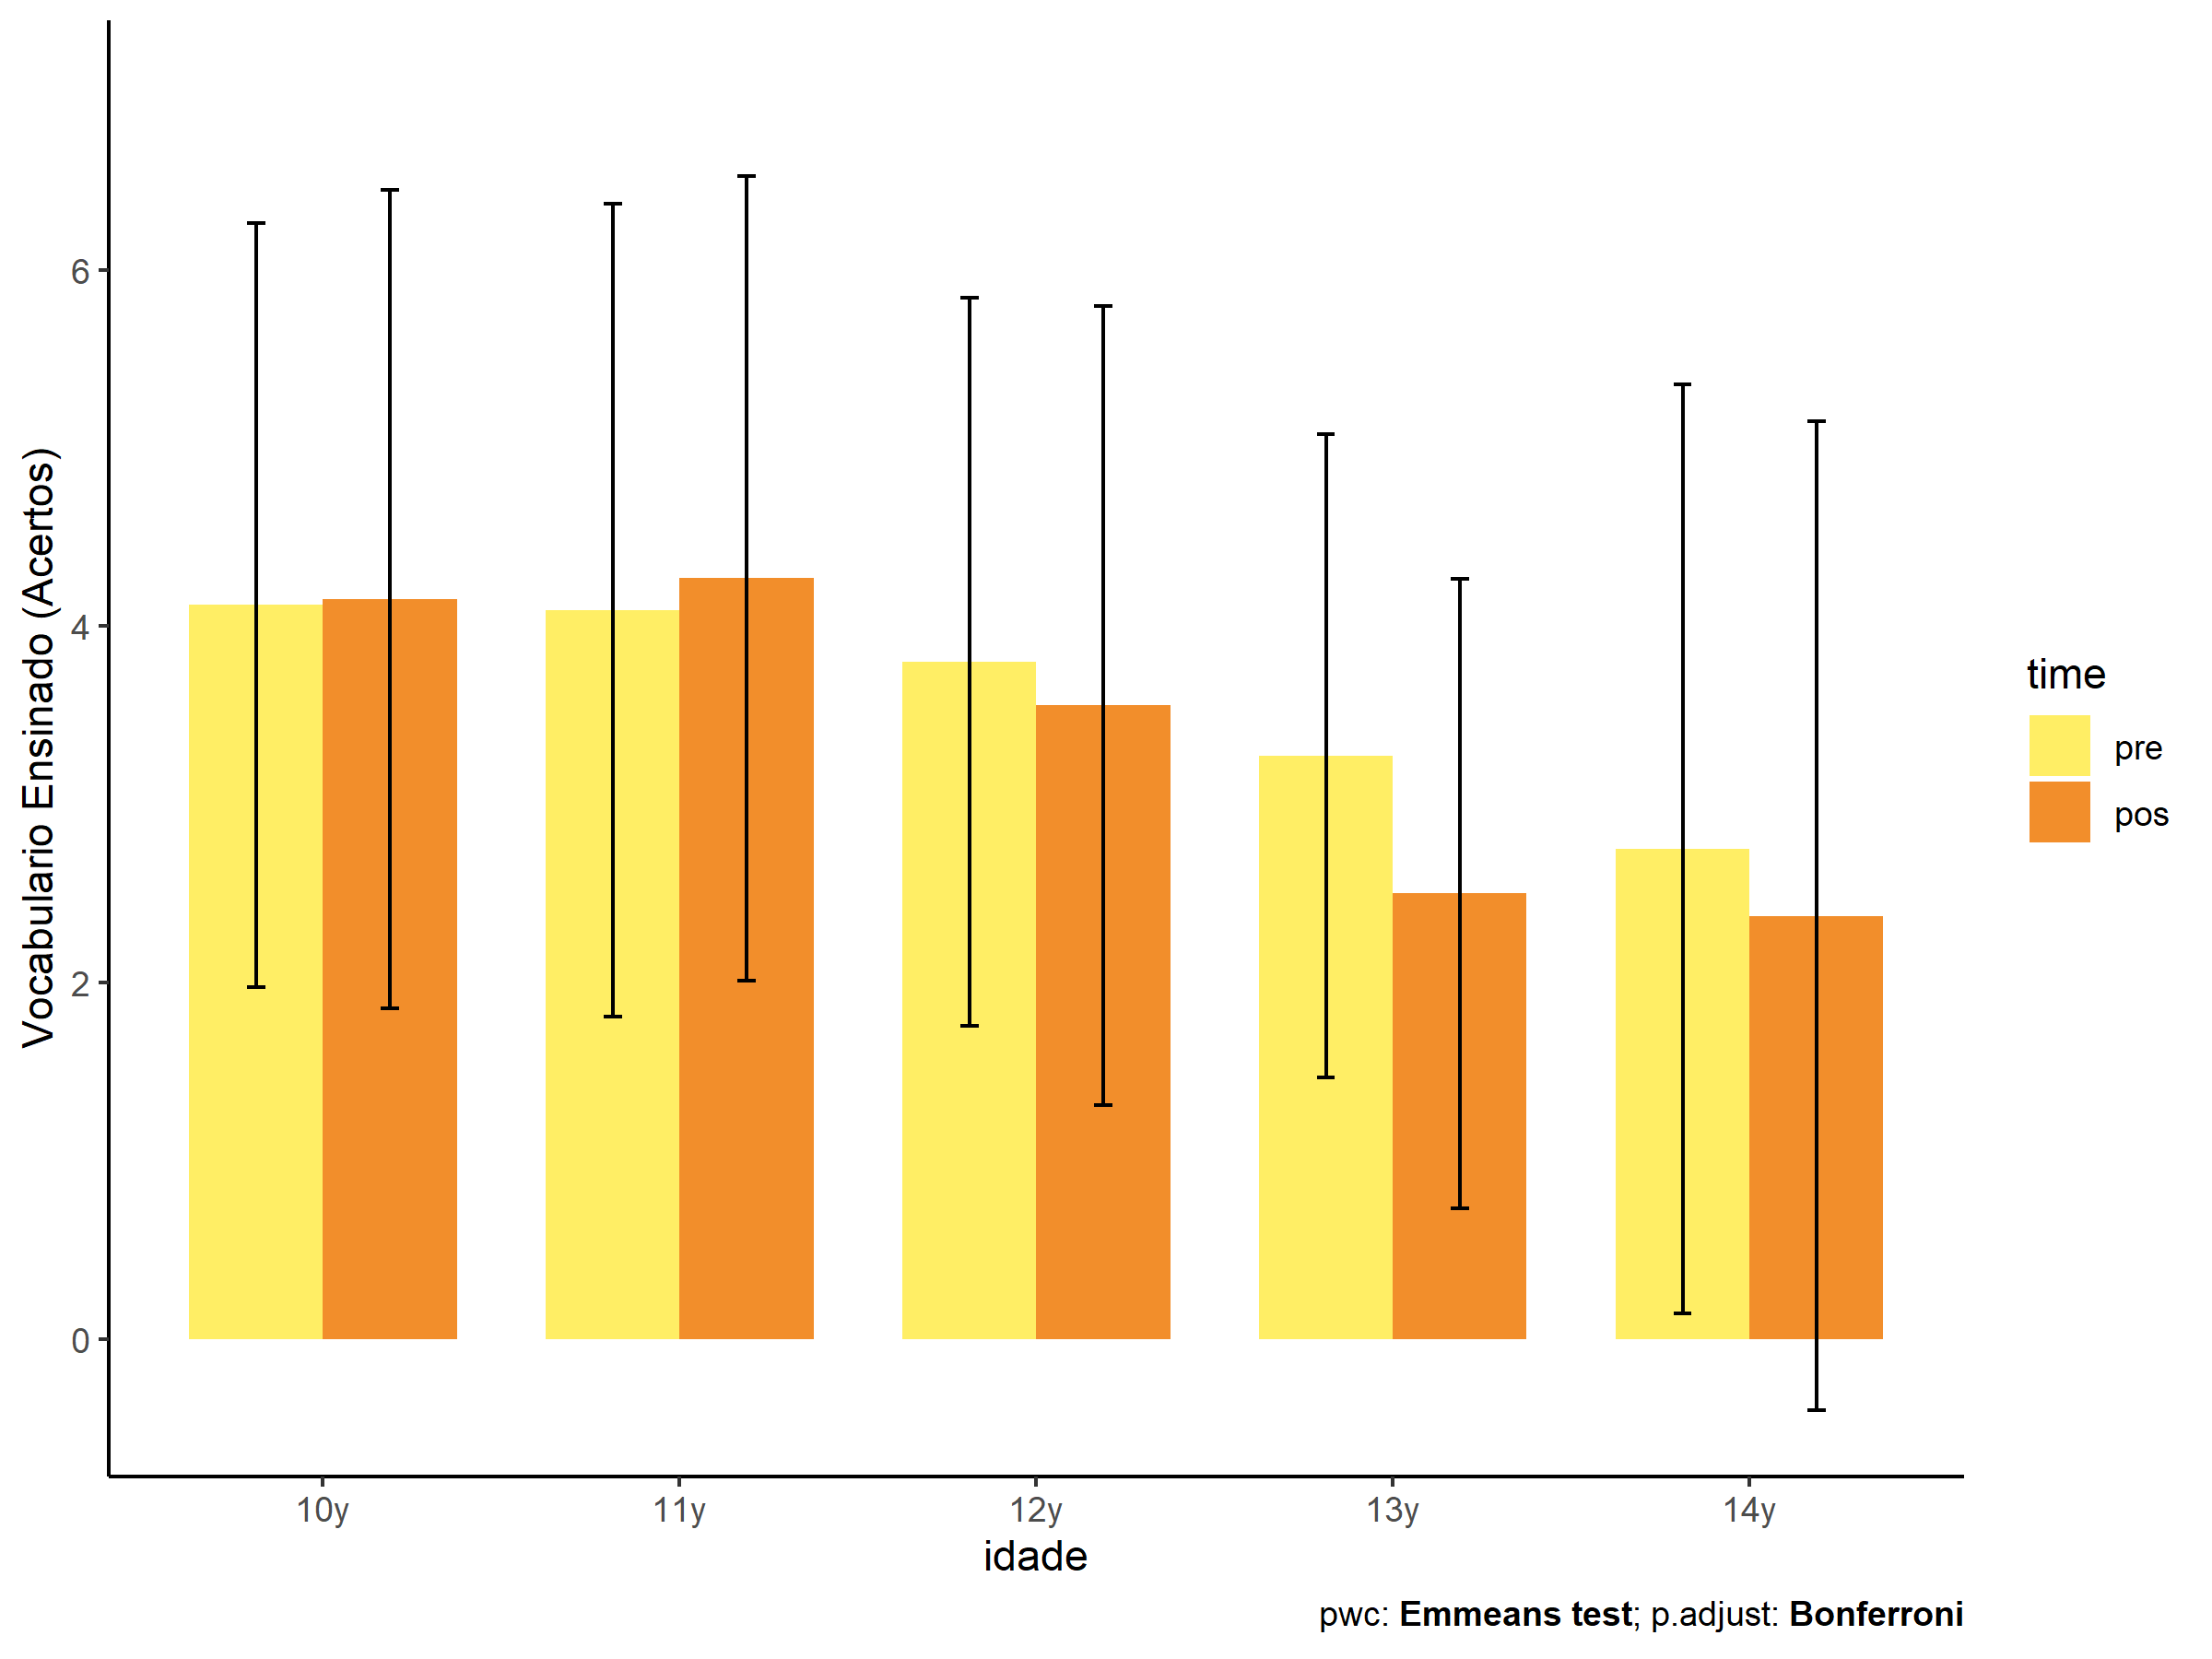 Vocabulario Ensinado (Acertos)
6
4
2
0
10y 11y 12y 13y 14y
idade
time
pre
pos
pwc: Emmeans test; p.adjust: Bonferroni